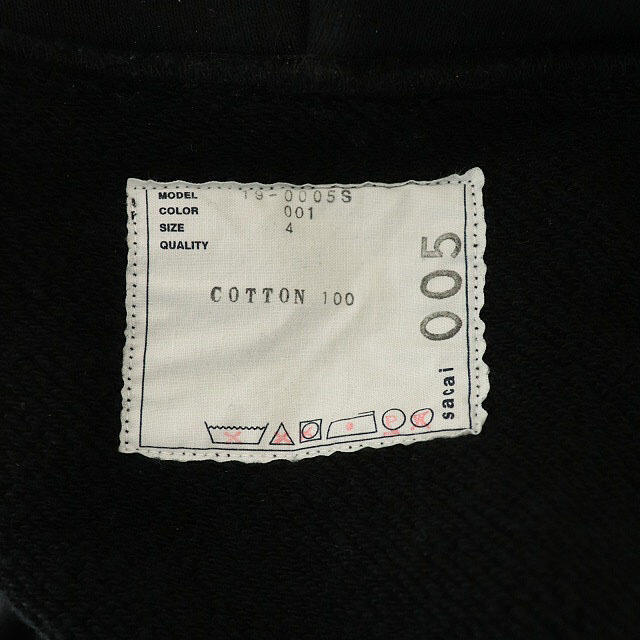 MODEL 19-0005S
COLOR 001
SIZE 4
QUALITY
COTTON 100
005
sacai
P